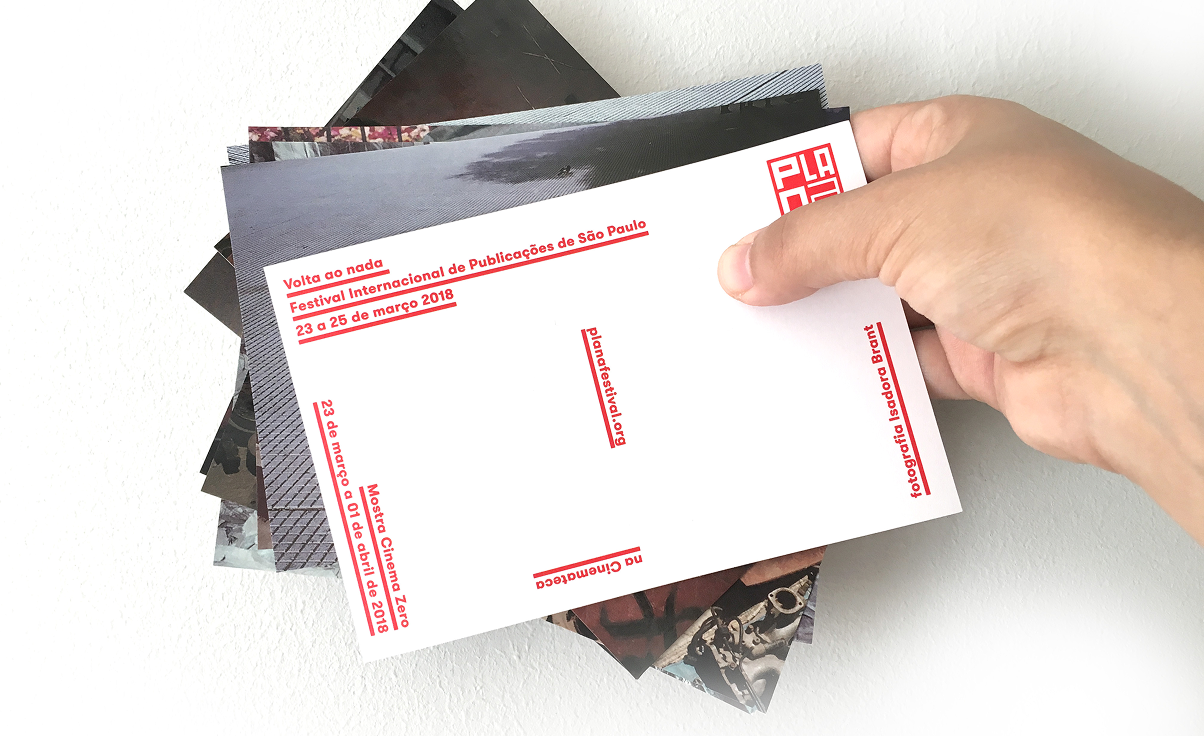 PLA
Volta ao nada
Festival Internacional de Publicações de São Paulo
23 a 25 de março 2018
planafestival.org
fotografia Isadora Brant
23 de março a 01 de abril de 2018
Mostra Cinema Zero
na Cinemateca